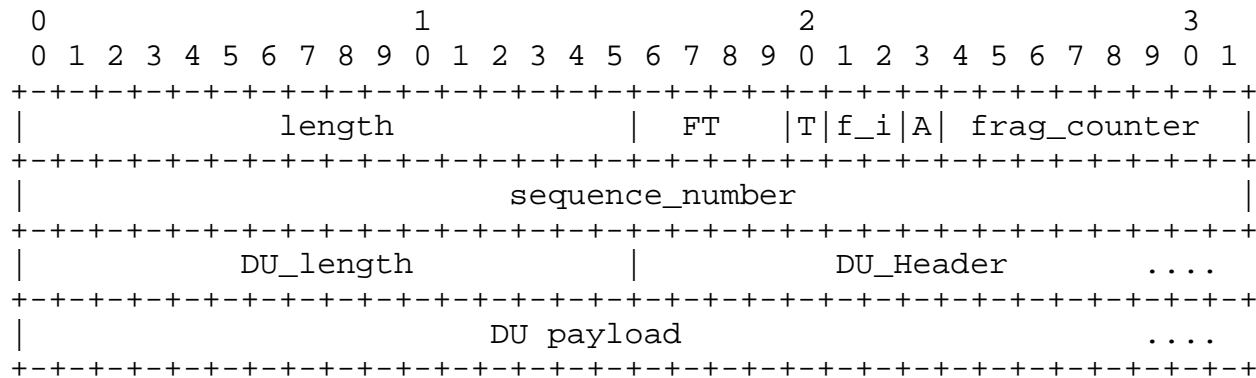 0                   1                   2                   3
 0 1 2 3 4 5 6 7 8 9 0 1 2 3 4 5 6 7 8 9 0 1 2 3 4 5 6 7 8 9 0 1
+-+-+-+-+-+-+-+-+-+-+-+-+-+-+-+-+-+-+-+-+-+-+-+-+-+-+-+-+-+-+-+-+
|             length            |  FT   |T|f_i|A| frag_counter  |
+-+-+-+-+-+-+-+-+-+-+-+-+-+-+-+-+-+-+-+-+-+-+-+-+-+-+-+-+-+-+-+-+
|                        sequence_number                        |
+-+-+-+-+-+-+-+-+-+-+-+-+-+-+-+-+-+-+-+-+-+-+-+-+-+-+-+-+-+-+-+-+
|           DU_length           |          DU_Header       ....
+-+-+-+-+-+-+-+-+-+-+-+-+-+-+-+-+-+-+-+-+-+-+-+-+-+-+-+-+-+-+-+-+
|                       DU payload                        ....
+-+-+-+-+-+-+-+-+-+-+-+-+-+-+-+-+-+-+-+-+-+-+-+-+-+-+-+-+-+-+-+-+